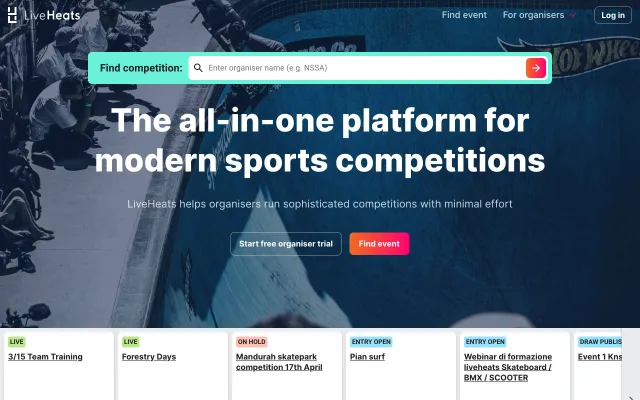 LiveHeats
Find event
For organisers
Log in
Find competition:
Enter organiser name (e.g. NSSA)
The all-in-one platform for
modern sports competitions
LiveHeats helps organisers run sophisticated competitions with minimal effort
Start free organiser trial
Find event
LIVE
3/15 Team Training
LIVE
Forestry Days
ON HOLD
Mandurah skatepark
competition 17th April
ENTRY OPEN
Pian surf
ENTRY OPEN
Webinar di formazione
liveheats Skateboard /
BMX / SCOOTER
DRAW PUBLIS
Event 1 Kns